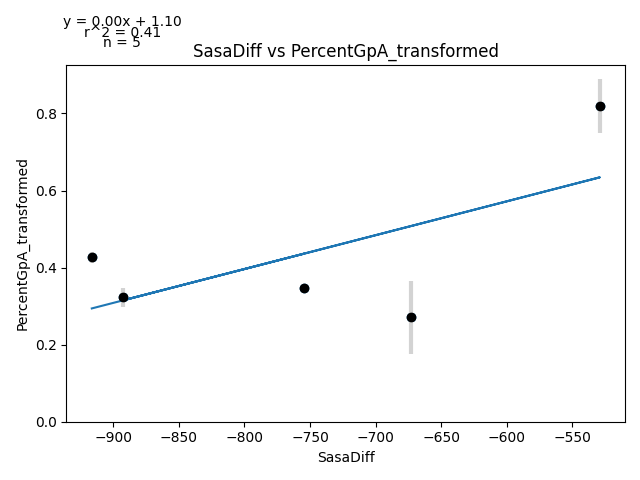 y = 0.00x + 1.10
r^2 = 0.41
n = 5
SasaDiff vs PercentGpA_transformed
PercentGpA_transformed
0.8
0.6
0.4
0.2
0.0
−900 −850 −800 −750 −700 −650 −600 −550
SasaDiff